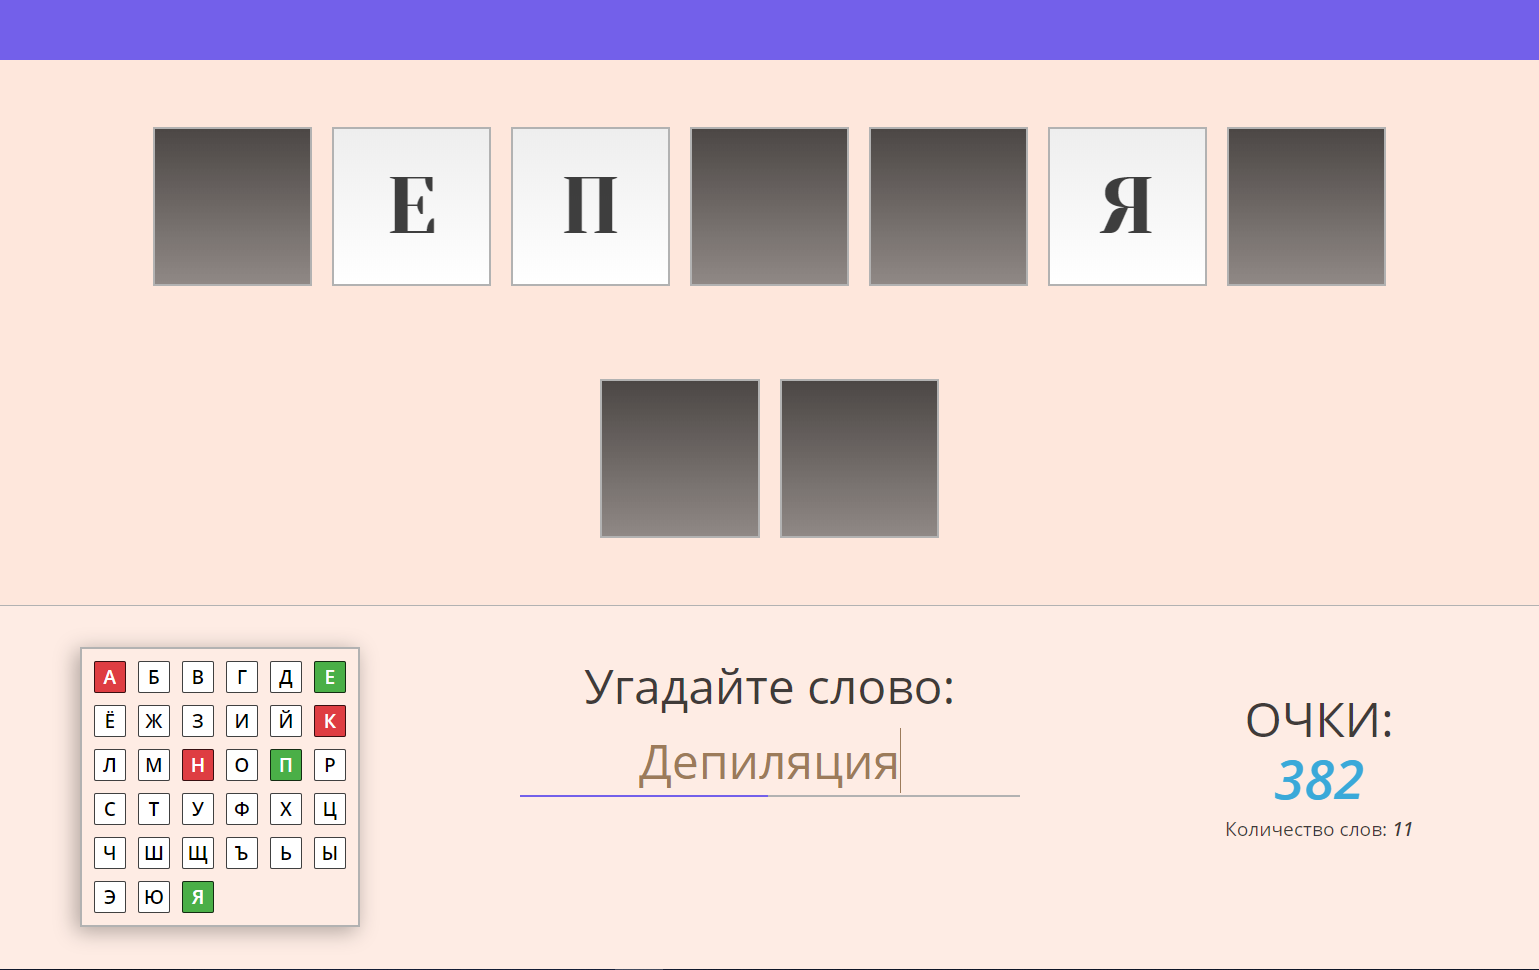 Е П Я
А Б В Г Д Е
Ё Ж З И Й К
Л М Н О П Р
С Т У Ф Х Ц
Ч Ш Щ Ъ Ь Ы
Э Ю Я
Угадайте слово:
Депиляция
ОЧКИ:
382
Количество слов: 11